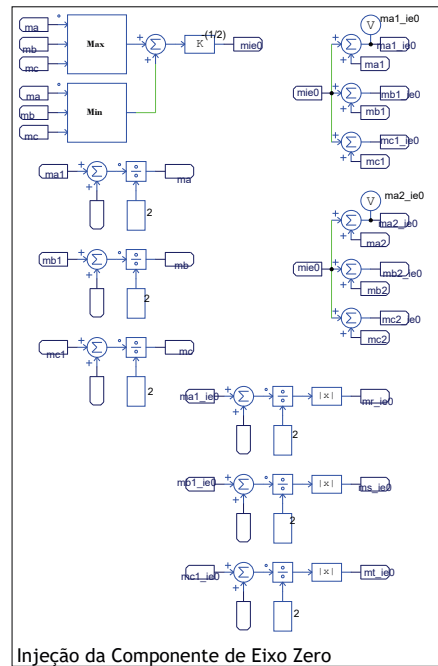 ma
mb
mc
Max
K
-(1/2)
mie0
ma
mb
mc
Min
ma1_ie0
V
ma1_ie0
ma1
mie0
mb1_ie0
mb1
mc1_ie0
mc1
ma1
ma
2
mb1
mb
2
mc1
mc
2
ma2_ie0
V
ma2_ie0
ma2
mie0
mb2_ie0
mb2
mc2_ie0
mc2
ma1_ie0
|x|
mr_ie0
2
mb1_ie0
|x|
ms_ie0
2
mc1_ie0
|x|
mt_ie0
2
Injeção da Componente de Eixo Zero